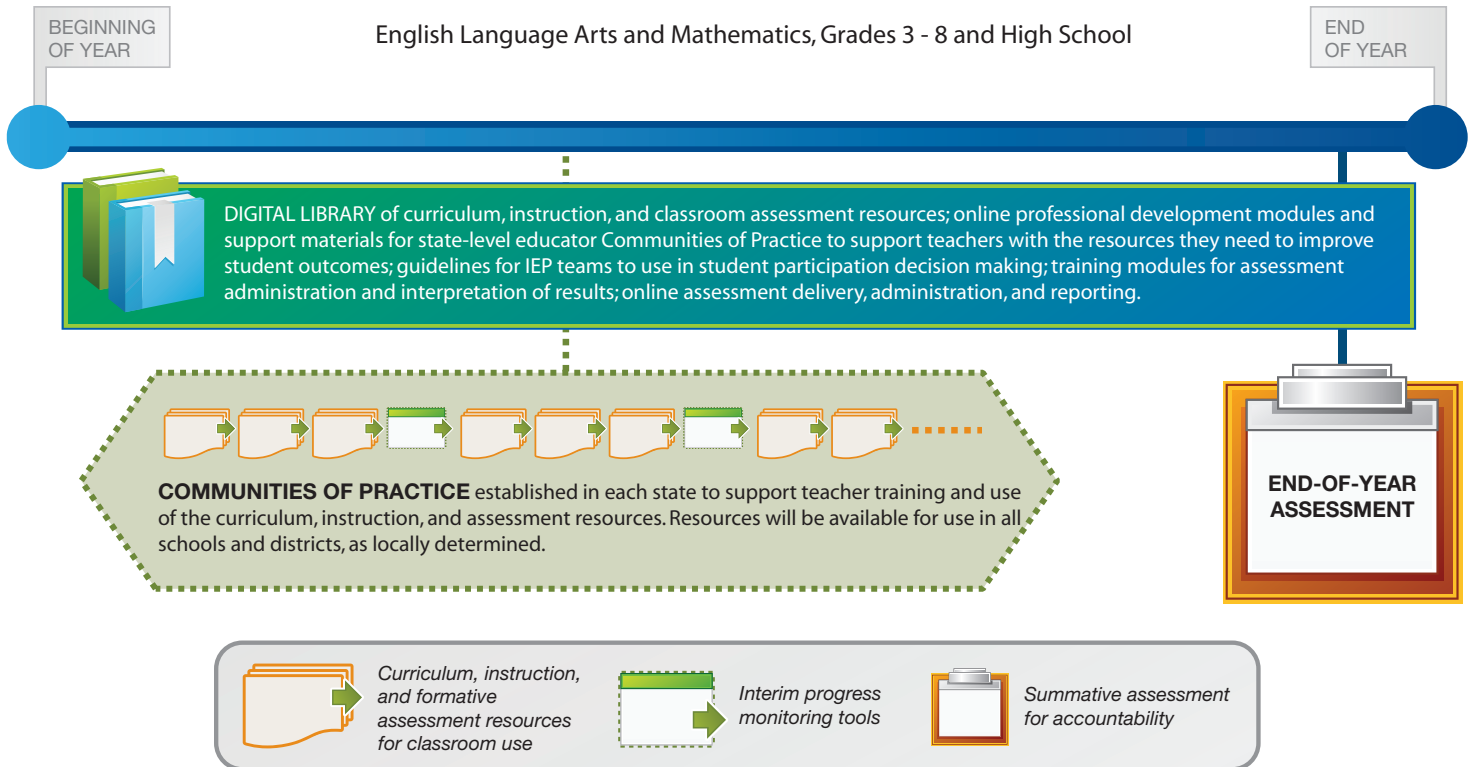 BEGINNING
OF YEAR
English Language Arts and Mathematics, Grades 3 - 8 and High School
END
OF YEAR
DIGITAL LIBRARY of curriculum, instruction, and classroom assessment resources; online professional development modules and
support materials for state-level educator Communities of Practice to support teachers with the resources they need to improve
student outcomes; guidelines for IEP teams to use in student participation decision making; training modules for assessment
administration and interpretation of results; online assessment delivery, administration, and reporting.
COMMUNITIES OF PRACTICE established in each state to support teacher training and use
of the curriculum, instruction, and assessment resources. Resources will be available for use in all
schools and districts, as locally determined.
END-OF-YEAR
ASSESSMENT
Curriculum, instruction,
and formative
assessment resources
for classroom use
Interim progress
monitoring tools
Summative assessment
for accountability